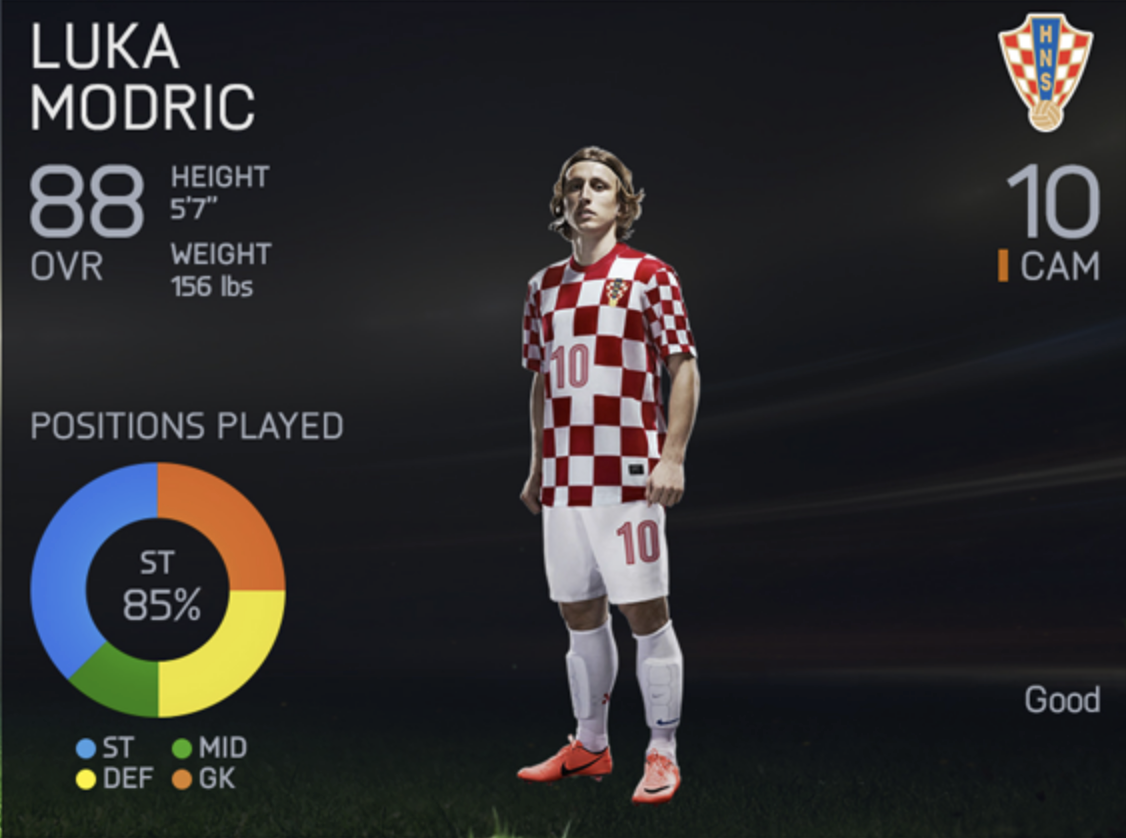 LUKA
MODRIC
88
OVR
HEIGHT
5'7"
WEIGHT
156 lbs
HNS
10
CAM
POSITIONS PLAYED
ST
85%
ST
MID
DEF
GK
10
10
Good